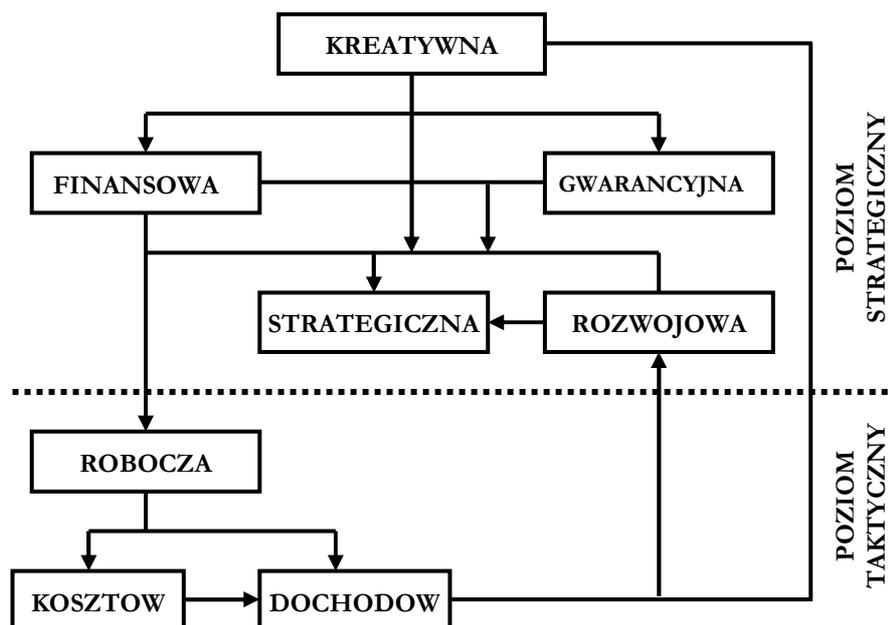 KREATYWNA
FINANSOWA
GWARANCYJNA
STRATEGICZNA
ROZWOJOWA
POZIOM
STRATEGICZNY
ROBOCZA
KOSZTOW
DOCHODOW
POZIOM
TAKTYCZNY